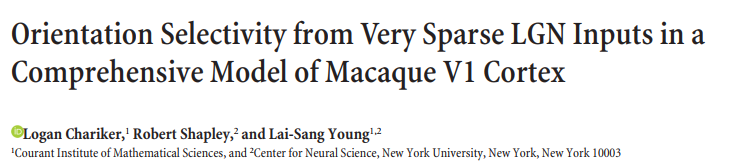 Orientation Selectivity from Very Sparse LGN Inputs in a
Comprehensive Model of Macaque V1 Cortex
Logan Chariker,¹ Robert Shapley,² and Lai-Sang Young¹,²
¹Courant Institute of Mathematical Sciences, and ²Center for Neural Science, New York University, New York, New York 10003